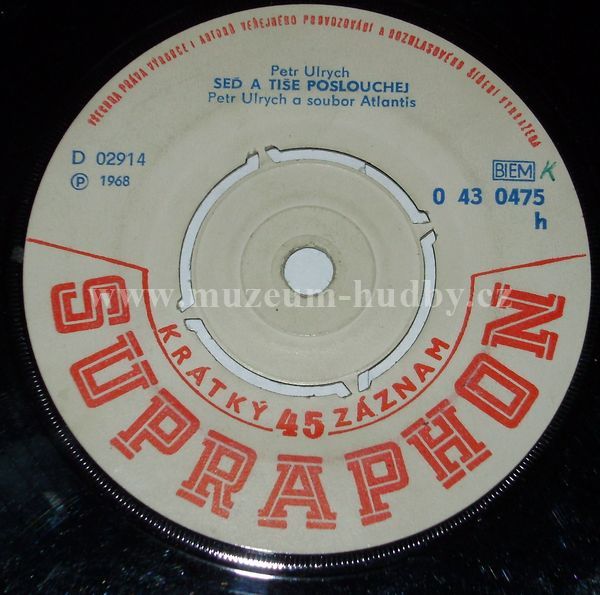 VŠECHNA PRÁVA VÝROBCE I AUTORŮ VEŘEJNÉHO PROVOZOVÁNÍ A ROZHLASOVÉHO ŠÍŘENÍ VYHRAŽENA
Petr Ulrych
SEĎ A TIŠE POSLOUCHEJ
Petr Ulrych a soubor Atlantis
D 02914
Ⓟ 1968
BIEM K
0 43 0475
h
www.muzeum-hudby.cz
KRÁTKÝ 45 ZÁZNAM
SUPRAPHON